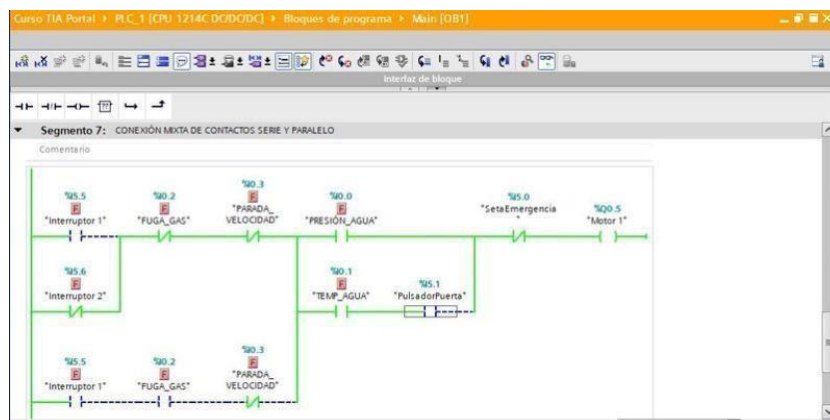 Curso TIA Portal ▸ PLC_1 [CPU 1214C DC/DC/DC] ▸ Bloques de programa ▸ Main [OB1]
Interfaz de bloque
Segmento 7: CONEXIÓN MIXTA DE CONTACTOS SERIE Y PARALELO
Comentario
%I5.5 %I0.2 %I0.3 %I0.0 %I5.0 %Q0.5
F F F F
"Interruptor 1" "FUGA_GAS" "PARADA_ "PRESIÓN_AGUA" "SetaEmergencia "Motor 1"
VELOCIDAD" "
%I5.6 %I0.1 %I5.1
F F
"Interruptor 2" "TEMP_AGUA" "PulsadorPuerta"
%I5.5 %I0.2 %I0.3
F F F
"Interruptor 1" "FUGA_GAS" "PARADA_
VELOCIDAD"